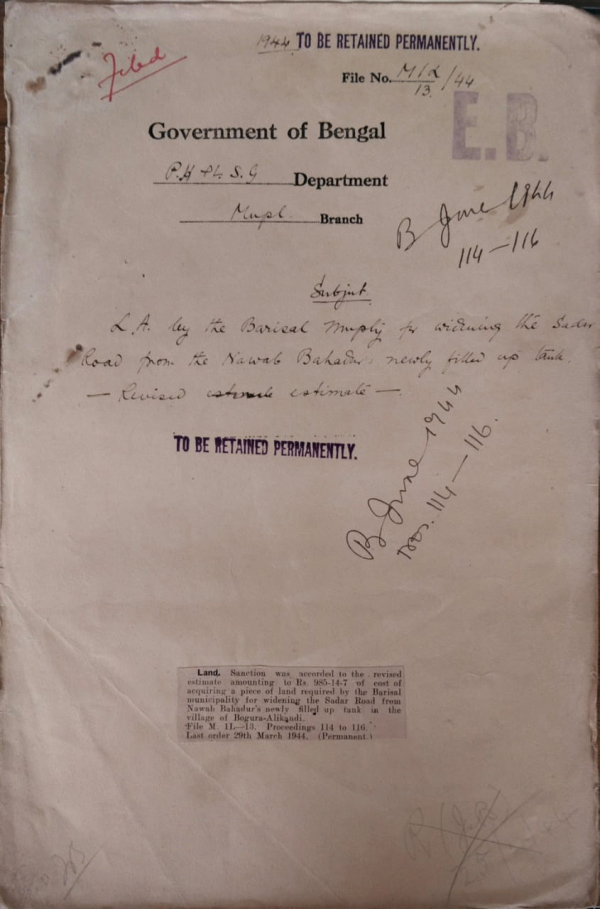 Filed
1944 TO BE RETAINED PERMANENTLY.
File No. M1L/13/44
E.B.
Government of Bengal
P.H & L.S.G Department
Mupl. Branch
B June 1944
114-116
Subject
L.A. by the Barisal Muplty for widening the Sadar
Road from the Nawab Bahadur's newly filled up tank.
— Revised estimate —
TO BE RETAINED PERMANENTLY.
B June 1944
Nos. 114-116.
Land. Sanction was accorded to the revised
estimate amounting to Rs. 985-14-7 of cost of
acquiring a piece of land required by the Barisal
municipality for widening the Sadar Road from
Nawab Bahadur's newly filled up tank in the
village of Bogura-Alikandi.
File M. 1L—13. Proceedings 114 to 116.
Last order 29th March 1944. (Permanent.)